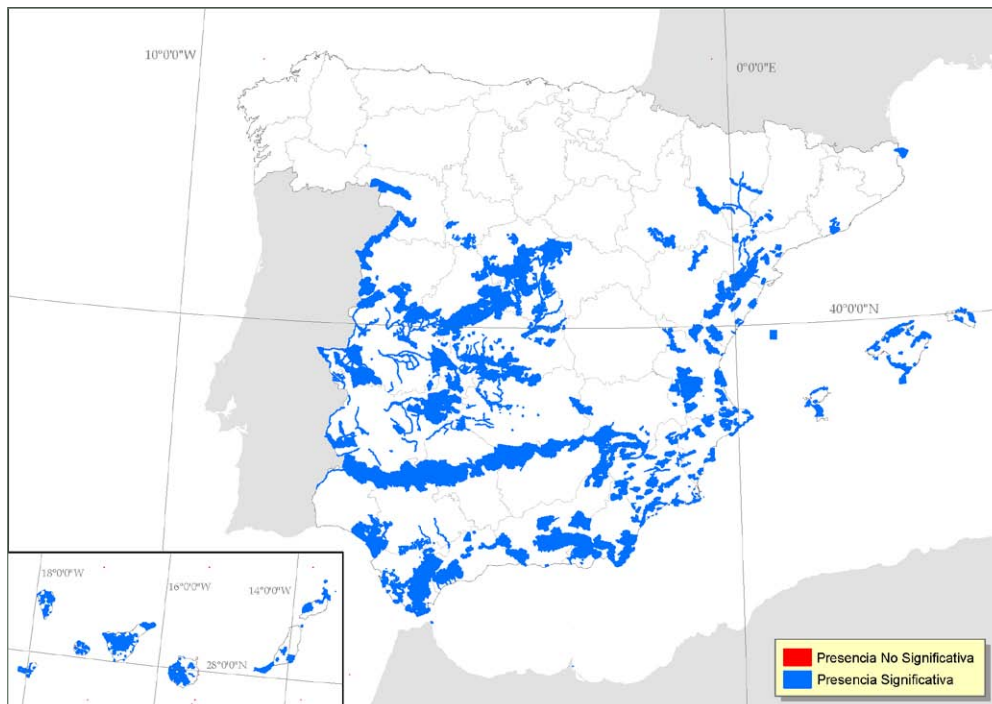 10°0'0"W
0°0'0"E
40°0'0"N
18°0'0"W
16°0'0"W
14°0'0"W
28°0'0"N
Presencia No Significativa
Presencia Significativa